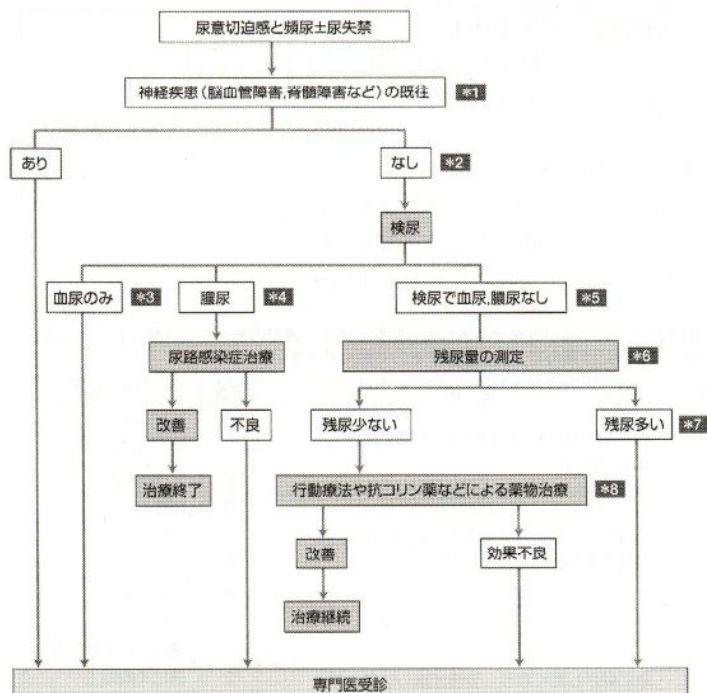 尿意切迫感と頻尿±尿失禁
神経疾患（脳血管障害,脊髄障害など）の既往 *1
あり
なし *2
検尿
血尿のみ *3
膿尿 *4
検尿で血尿,膿尿なし *5
尿路感染症治療
残尿量の測定 *6
改善
不良
残尿少ない
残尿多い *7
治療終了
行動療法や抗コリン薬などによる薬物治療 *8
改善
効果不良
治療継続
専門医受診